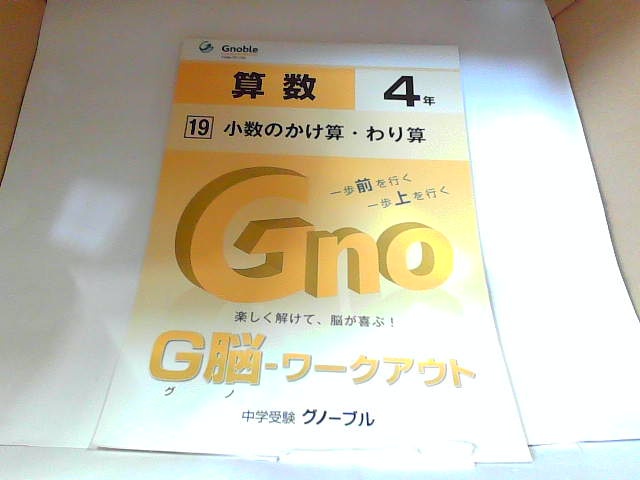 Gnoble
算数 4年
19 小数のかけ算・わり算
一歩前を行く
一歩上を行く
Gno
楽しく解けて、脳が喜ぶ!
G脳-ワークアウト
グ ノ
中学受験 グノーブル